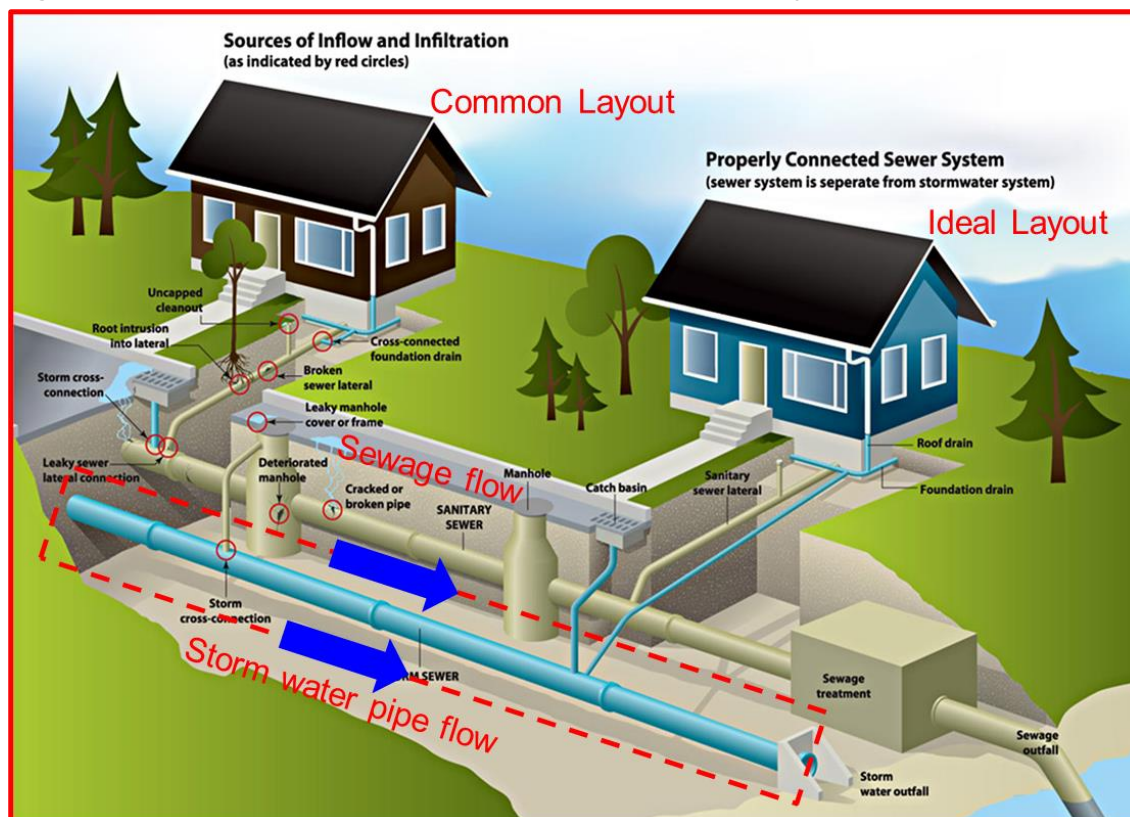 Sources of Inflow and Infiltration
(as indicated by red circles)
Common Layout
Properly Connected Sewer System
(sewer system is seperate from stormwater system)
Ideal Layout
Uncapped
cleanout
Root intrusion
into lateral
Cross-connected
foundation drain
Storm cross-
connection
Broken
sewer lateral
Leaky manhole
cover or frame
Leaky sewer
lateral connection
Deteriorated
manhole
Sewage flow
Cracked or
broken pipe
SANITARY
SEWER
Manhole
Catch basin
Sanitary
sewer lateral
Roof drain
Foundation drain
Storm
cross-connection
Storm water pipe flow
RM SEWER
Sewage
treatment
Sewage
outfall
Storm
water outfall